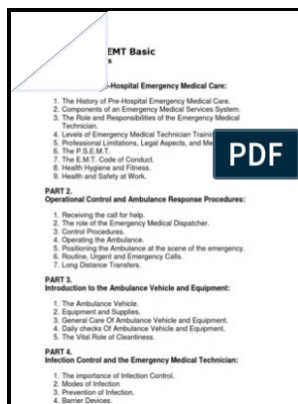 EMT Basic
s
-Hospital Emergency Medical Care:
1. The History of Pre-Hospital Emergency Medical Care.
2. Components of an Emergency Medical Services System.
3. The Role and Responsibilities of the Emergency Medical
Technician.
4. Levels of Emergency Medical Technician
5. Professional Limitations, Legal Aspects, and
6. The P.S.E.M.T.
7. The E.M.T. Code of Conduct.
8. Health Hygiene and Fitness.
9. Health and Safety at Work.
PDF
PART 2.
Operational Control and Ambulance Response Procedures:
1. Receiving the call for help.
2. The role of the Emergency Medical Dispatcher.
3. Control Procedures.
4. Operating the Ambulance.
5. Positioning the Ambulance at the scene of the emergency.
6. Routine, Urgent and Emergency Calls.
7. Long Distance Transfers.
PART 3.
Introduction to the Ambulance Vehicle and Equipment:
1. The Ambulance Vehicle.
2. Equipment and Supplies.
3. General Care Of Ambulance Vehicle and Equipment.
4. Daily checks Of Ambulance Vehicle and Equipment.
5. The Vital Role of Cleanliness.
PART 4.
Infection Control and the Emergency Medical Technician:
1. The importance of Infection Control.
2. Modes of Infection
3. Prevention of Infection.
4. Barrier Devices.